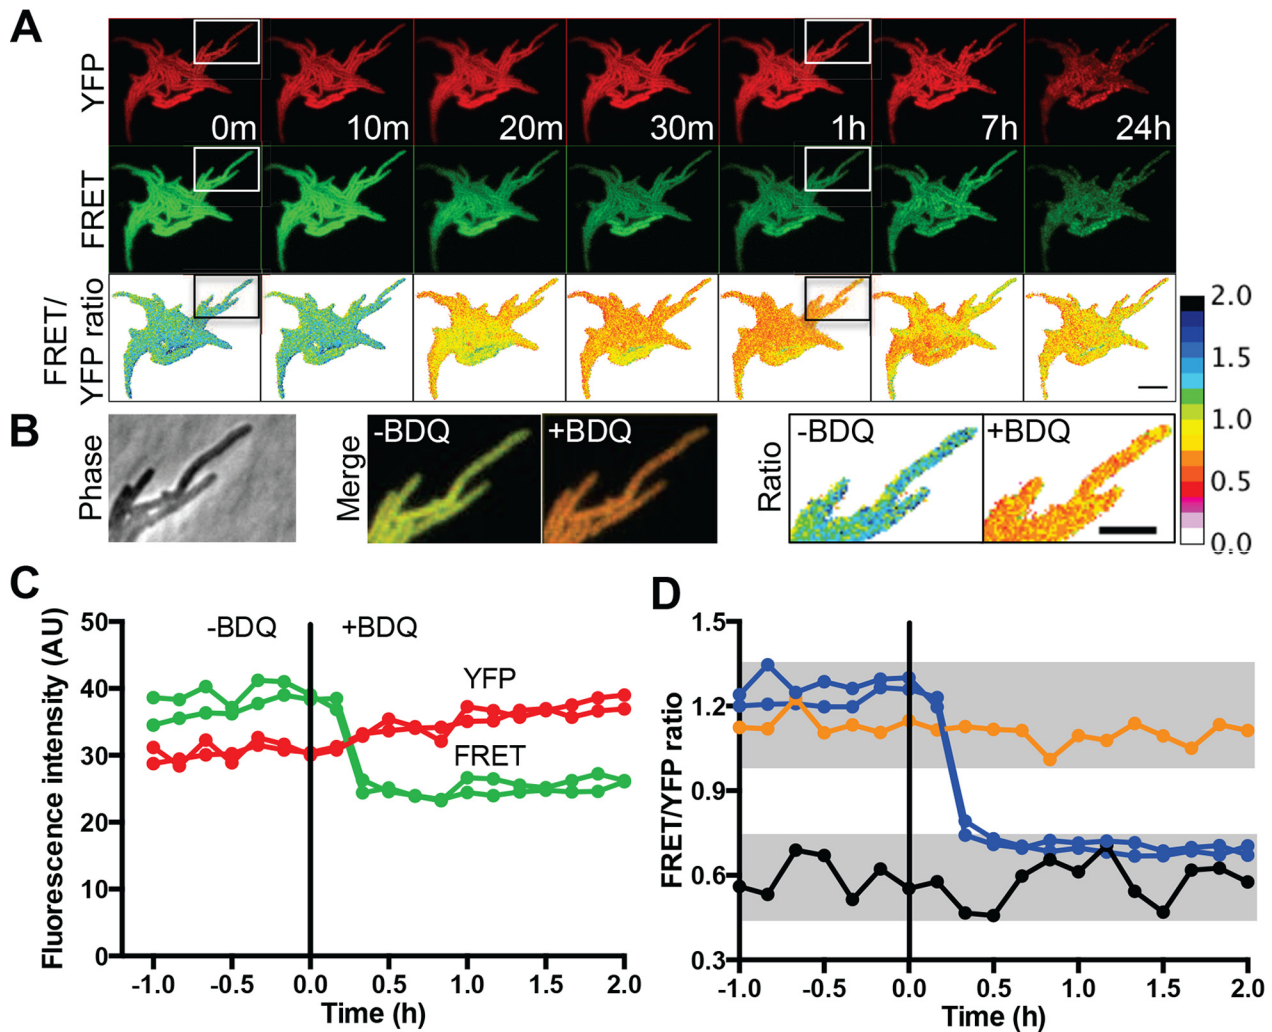 A
YFP
0m
10m
20m
30m
1h
7h
24h
FRET
FRET/
YFP ratio
2.0
1.5
1.0
0.5
0.0
B
Phase
Merge
-BDQ
+BDQ
Ratio
-BDQ
+BDQ
C
Fluorescence intensity (AU)
50
40
30
20
10
0
-BDQ
+BDQ
YFP
FRET
-1.0
-0.5
0.0
0.5
1.0
1.5
2.0
Time (h)
D
FRET/YFP ratio
1.5
1.2
0.9
0.6
0.3
-1.0
-0.5
0.0
0.5
1.0
1.5
2.0
Time (h)